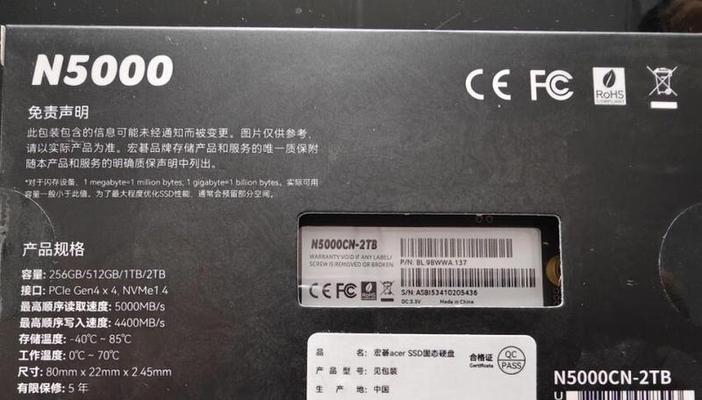 N5000
CE FC RoHS
COMPLIANT
免责声明
此包装包含的信息可能未经通知而被变更。图片仅供参考,
请以实际产品为准。宏碁品牌存储产品和服务的唯一质保附
随本产品和服务的明确质保声明中列出。
*对于闪存设备, 1 megabyte=1 million bytes; 1 gigabyte=1 billion bytes。实际可用
容量一般小于此值。为了最大程度优化SSD性能, 通常会预留部分空间。
产品规格
容量: 256GB/512GB/1TB/2TB
接口: PCIe Gen4 x 4, NVMe1.4
最高顺序读取速度: 5000MB/s
最高顺序写入速度: 4400MB/s
存储温度: -40°C ~ 85°C
工作温度: 0°C ~ 70°C
尺寸: 80mm x 22mm x 2.45mm
有限保修: 5 年
N5000CN-2TB
WARRANTY VOID IF ANY LABEL/
SCREW IS REMOVED OR BROKEN
P/N: BL.9BWWA.137
S/N: ASBI53410205436
CE FC
DC:3.3V Made in China
品 名: 宏碁acer SSD固态硬盘
产品型号: 见包装
生 产 地: 中国
合格证
Certificate
QC
PASS
N5000CN-2TB